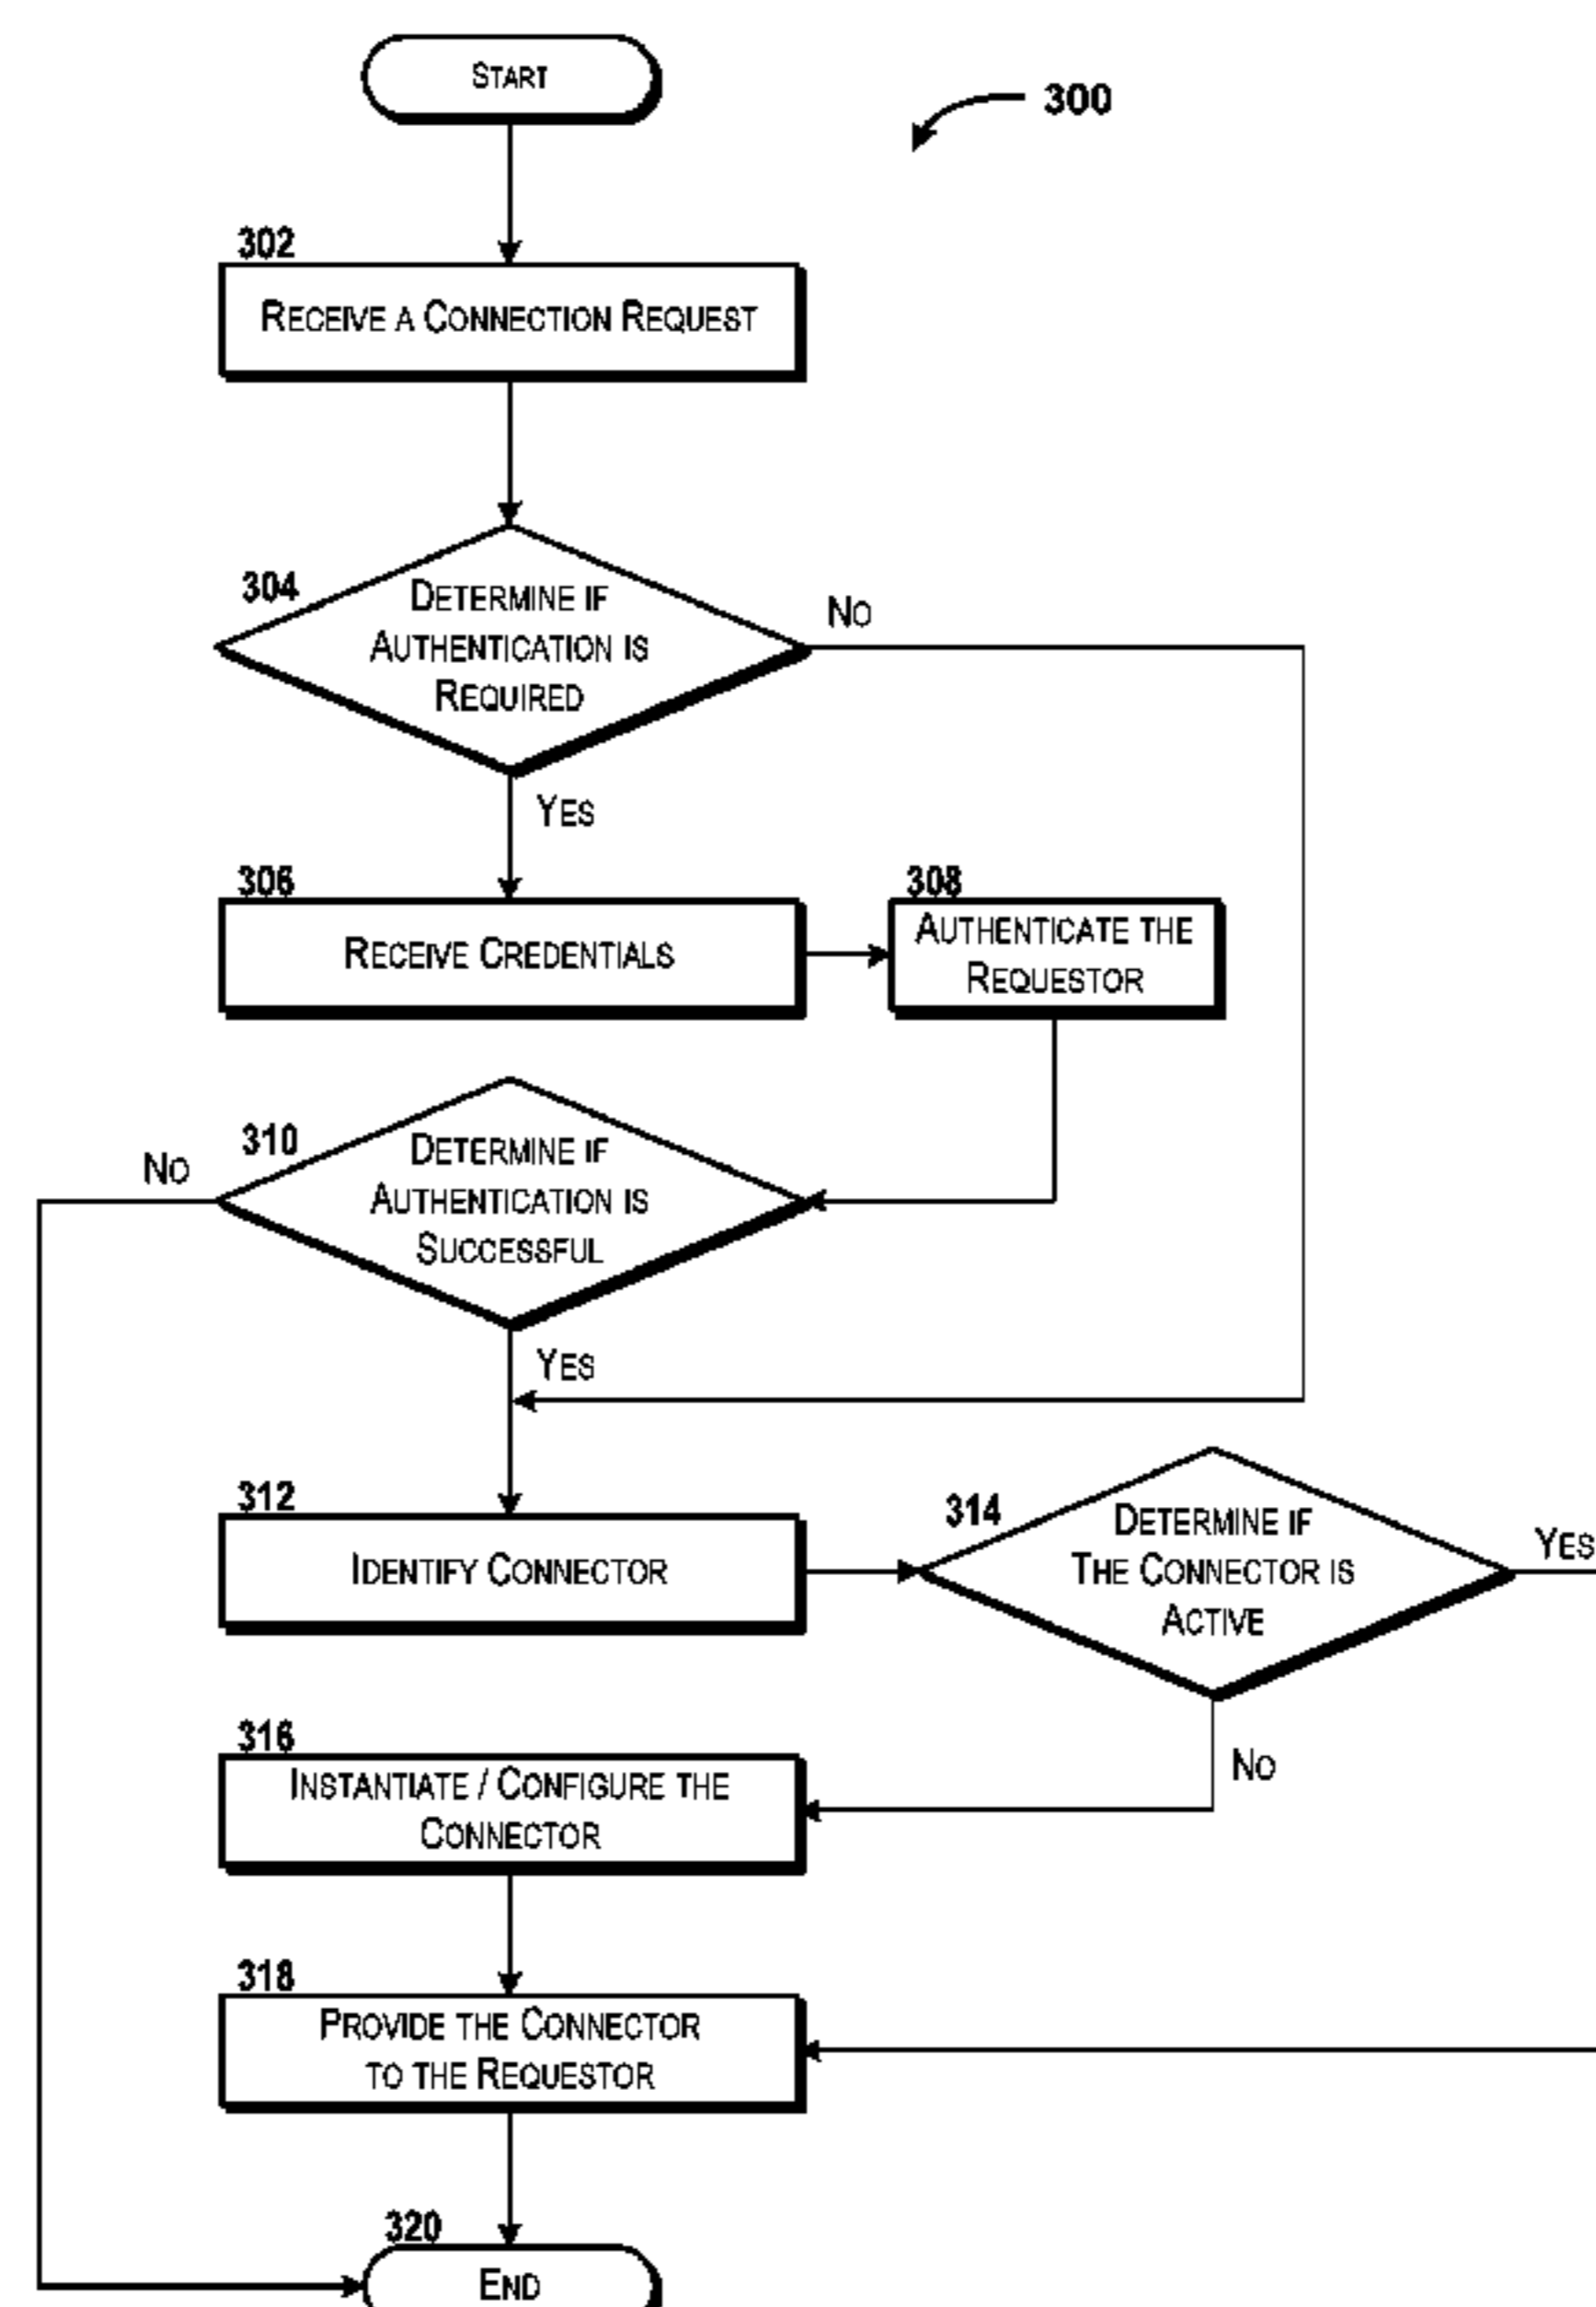 START
300
302
RECEIVE A CONNECTION REQUEST
304
DETERMINE IF
AUTHENTICATION IS
REQUIRED
NO
YES
306
RECEIVE CREDENTIALS
308
AUTHENTICATE THE
REQUESTOR
310
DETERMINE IF
AUTHENTICATION IS
SUCCESSFUL
NO
YES
312
IDENTIFY CONNECTOR
314
DETERMINE IF
THE CONNECTOR IS
ACTIVE
YES
NO
316
INSTANTIATE / CONFIGURE THE
CONNECTOR
318
PROVIDE THE CONNECTOR
TO THE REQUESTOR
320
END